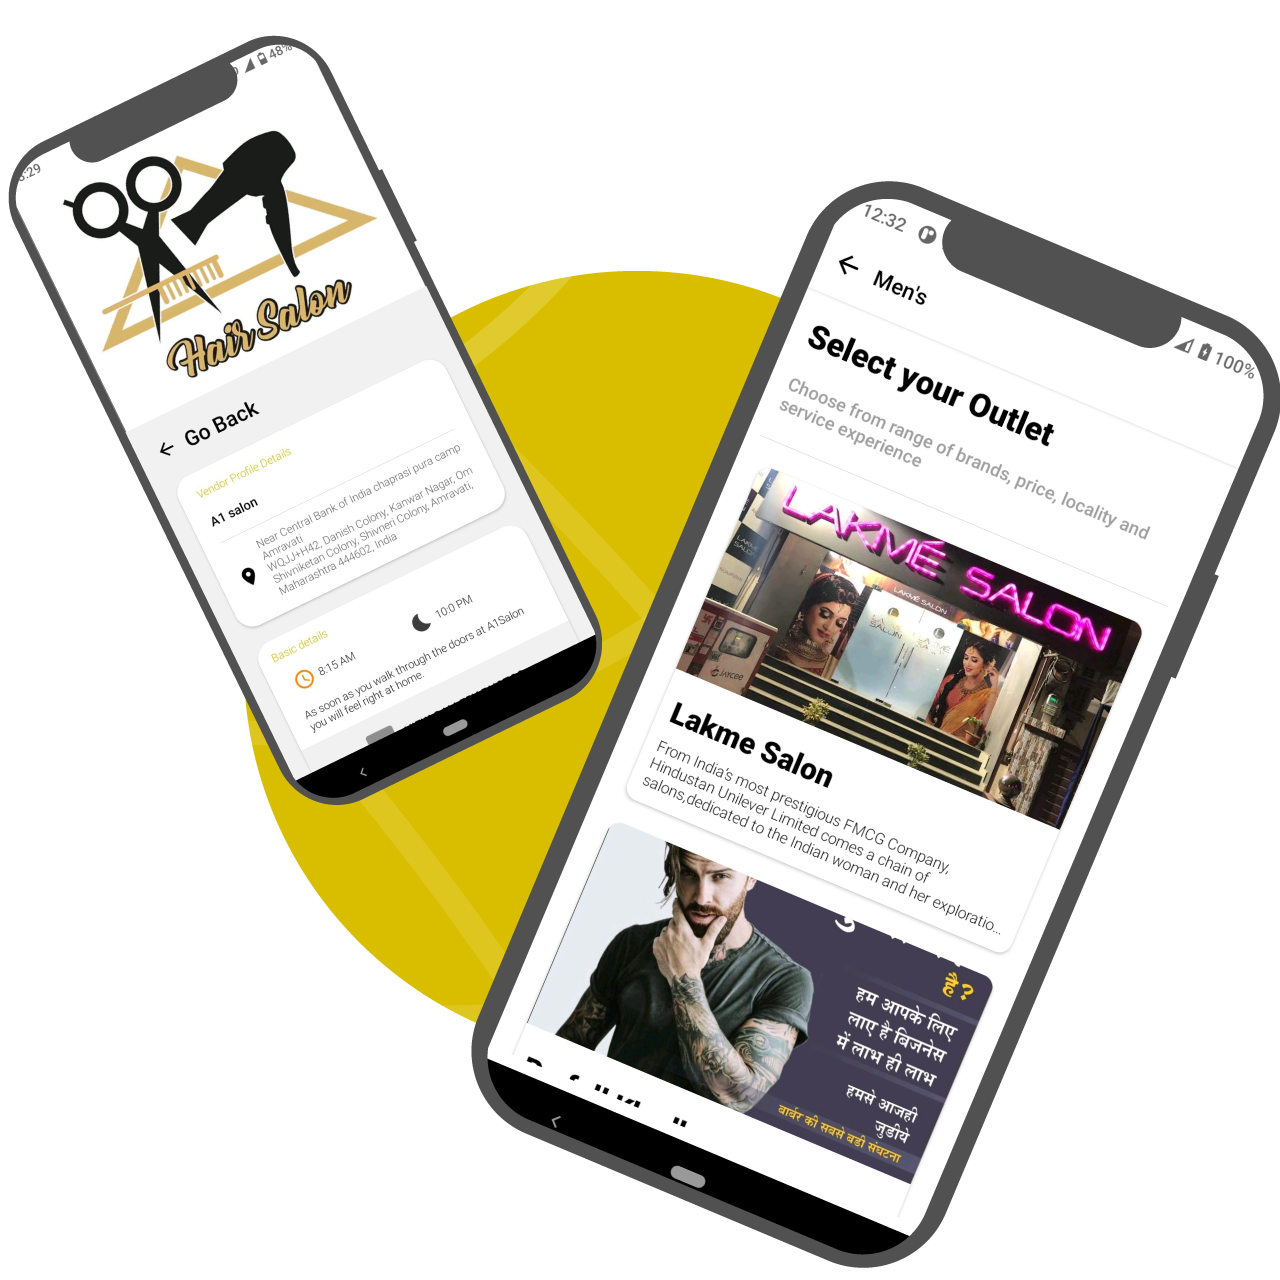 48%
Hair Salon
Go Back
Vendor Profile Details
A1 salon
Near Central Bank of India chaprasi pura camp
Amravati
WQJJ+H42, Danish Colony, Kanwar Nagar, Om
Shivniketan Colony, Shivneri Colony, Amravati,
Maharashtra 444602, India
Basic details
8:15 AM
10:0 PM
As soon as you walk through the doors at A1Salon
you will feel right at home.
12:32
100%
Men's
Select your Outlet
Choose from range of brands, price, locality and
service experience
LAKMÉ SALON
LAKMÉ SALON
JAYCEE
Lakme Salon
From India's most prestigious FMCG Company,
Hindustan Unilever Limited comes a chain of
salons,dedicated to the Indian woman and her exploratio...
है?
हम आपके लिए
लाए है बिजनेस
में लाभ ही लाभ
हमसे आजही
जुडीये
बार्बर की सबसे बडी संघटना